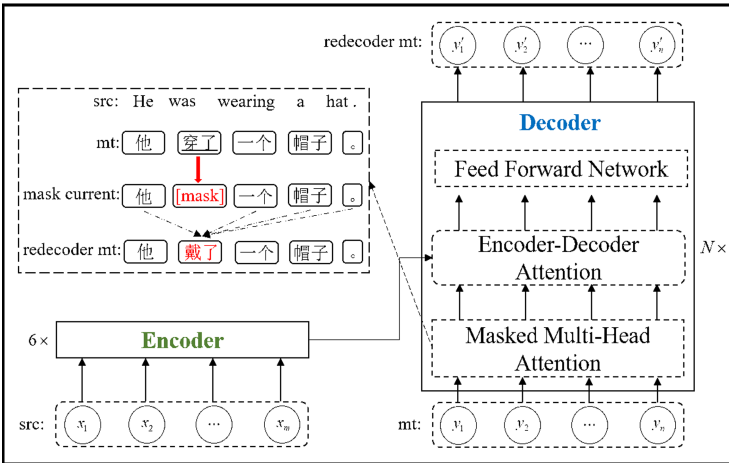 redecoder mt: y′1 y′2 ··· y′n
src: He was wearing a hat .
mt: 他 穿了 一个 帽子 。
mask current: 他 [mask] 一个 帽子 。
redecoder mt: 他 戴了 一个 帽子 。
Decoder
Feed Forward Network
Encoder-Decoder
Attention
N×
Masked Multi-Head
Attention
6× Encoder
src: x1 x2 ··· xm
mt: y1 y2 ··· yn